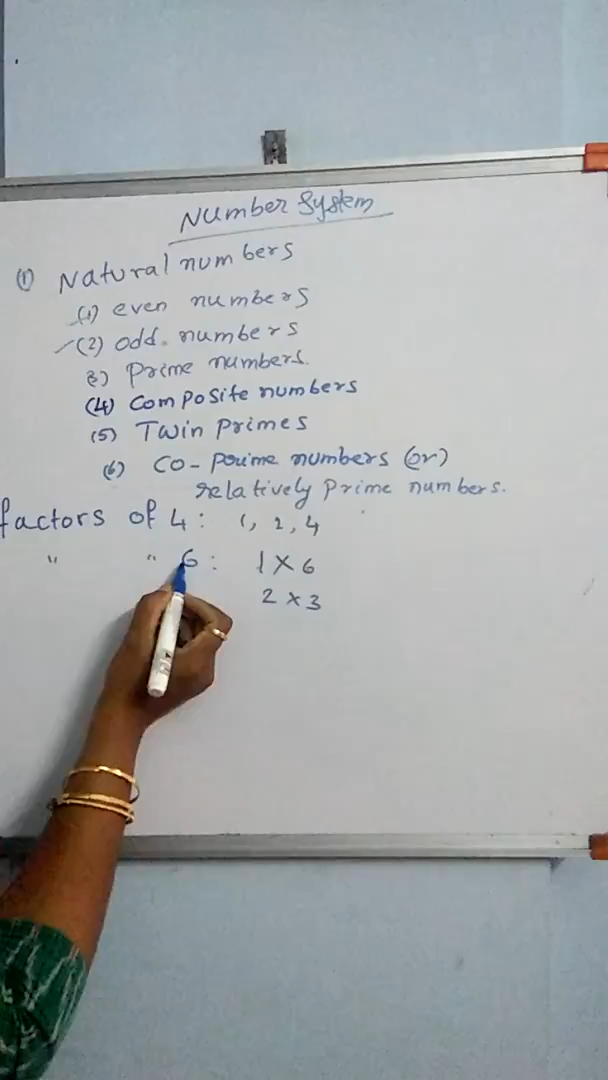 Number System
(1) Natural numbers
(1) even numbers
(2) odd. numbers
3) Prime numbers.
(4) Composite numbers
(5) Twin primes
(6) Co-prime numbers (or)
relatively prime numbers.
factors of 4: 1, 2, 4
" " 6: 1 × 6
2 × 3